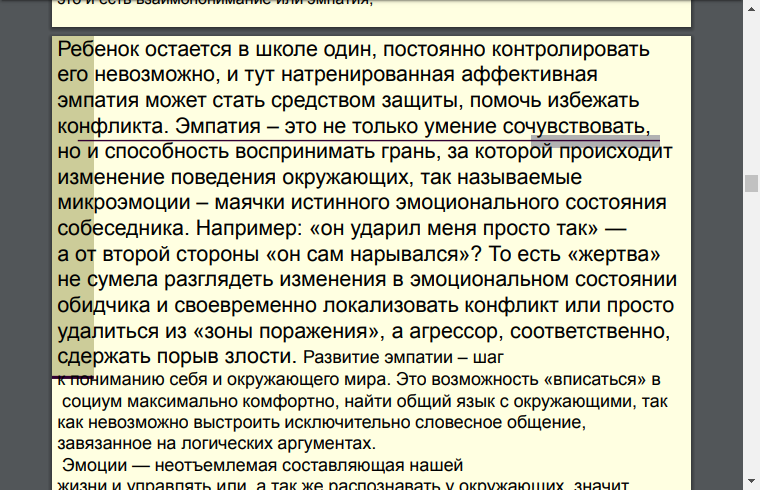 это и есть взаимопонимание или эмпатия,
Ребенок остается в школе один, постоянно контролировать
его невозможно, и тут натренированная аффективная
эмпатия может стать средством защиты, помочь избежать
конфликта. Эмпатия – это не только умение сочувствовать,
но и способность воспринимать грань, за которой происходит
изменение поведения окружающих, так называемые
микроэмоции – маячки истинного эмоционального состояния
собеседника. Например: «он ударил меня просто так» —
а от второй стороны «он сам нарывался»? То есть «жертва»
не сумела разглядеть изменения в эмоциональном состоянии
обидчика и своевременно локализовать конфликт или просто
удалиться из «зоны поражения», а агрессор, соответственно,
сдержать порыв злости. Развитие эмпатии – шаг
к пониманию себя и окружающего мира. Это возможность «вписаться» в
социум максимально комфортно, найти общий язык с окружающими, так
как невозможно выстроить исключительно словесное общение,
завязанное на логических аргументах.
Эмоции — неотъемлемая составляющая нашей
жизни и управлять или, а так же распознавать у окружающих, значит